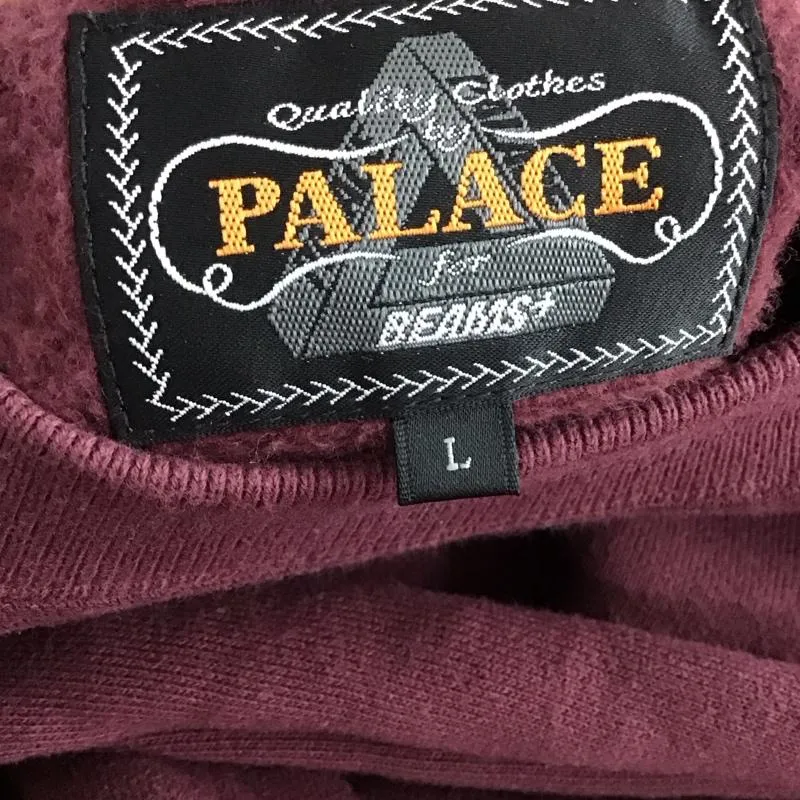 Quality Clothes
by
PALACE
for
BEAMS+
L